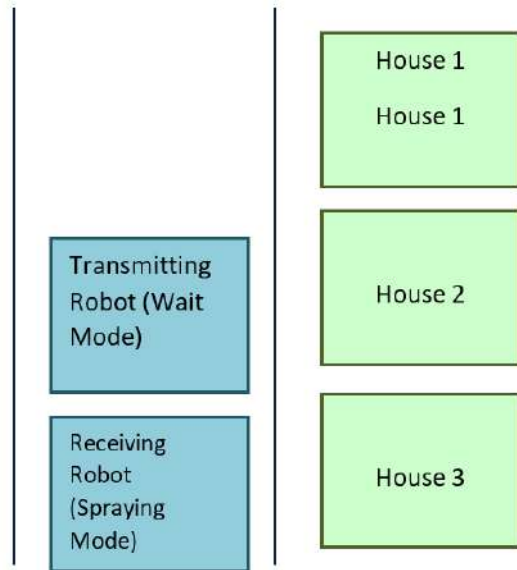 House 1
House 1
Transmitting
Robot (Wait
Mode)
House 2
Receiving
Robot
(Spraying
Mode)
House 3